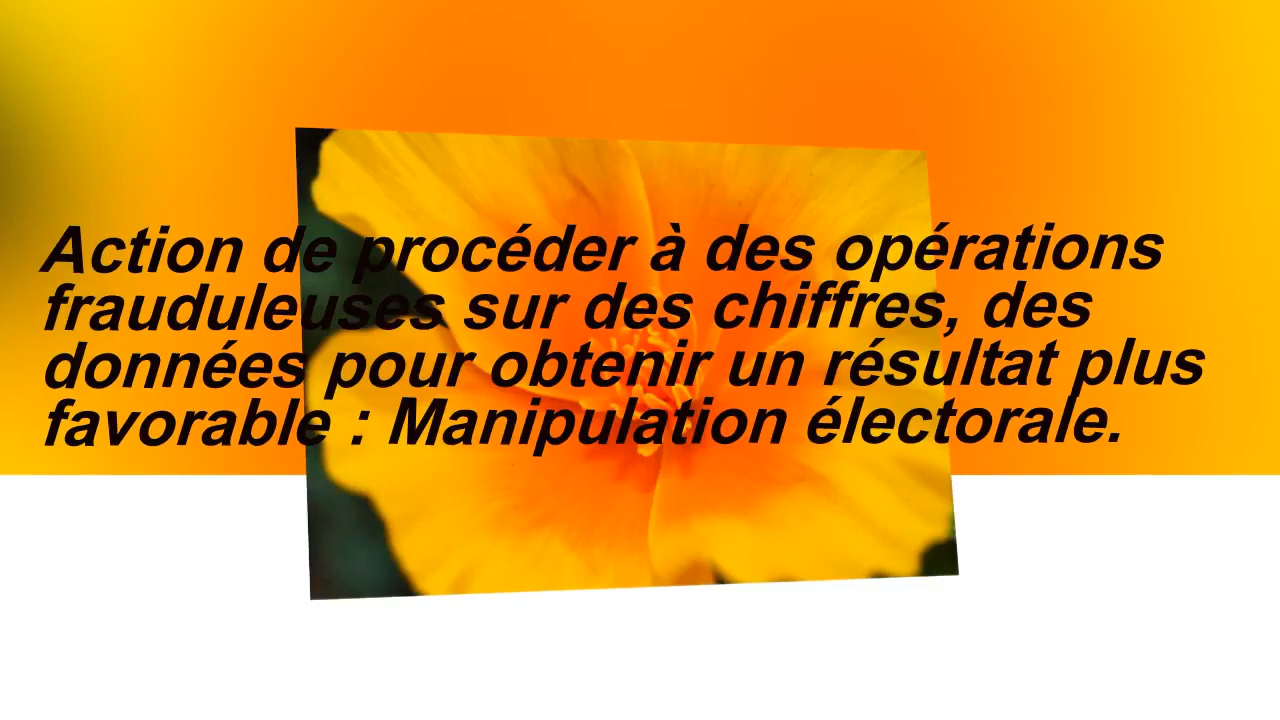 Action de procéder à des opérations
frauduleuses sur des chiffres, des
données pour obtenir un résultat plus
favorable : Manipulation électorale.